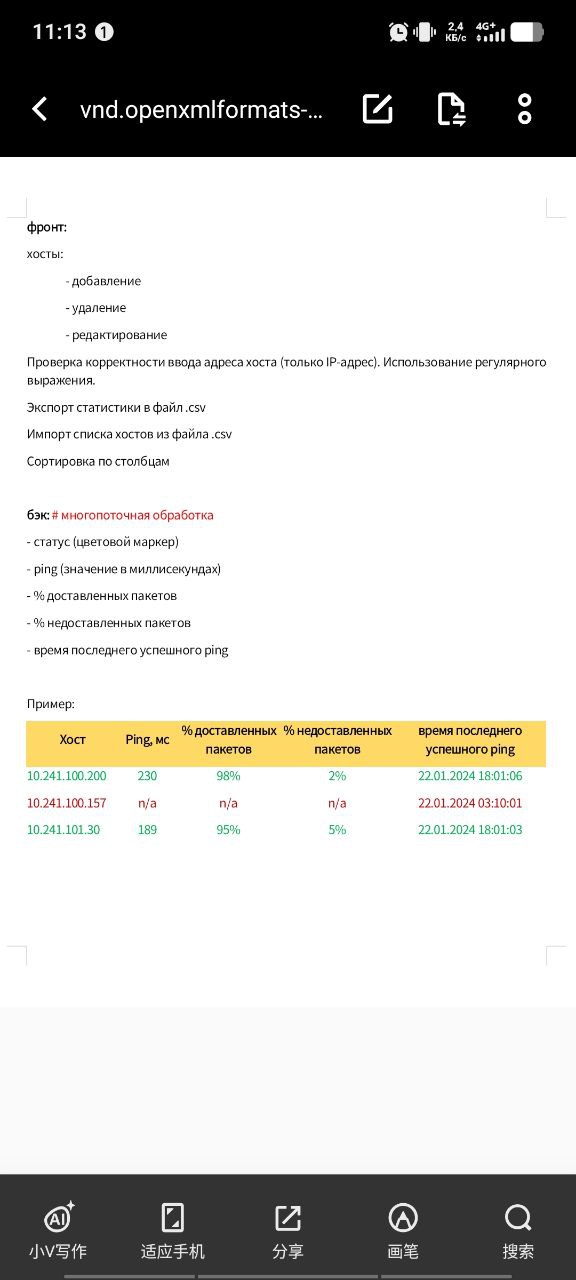 11:13 1 2,4 КБ/с 4G+
vnd.openxmlformats-...
фронт:
хосты:
- добавление
- удаление
- редактирование
Проверка корректности ввода адреса хоста (только IP-адрес). Использование регулярного
выражения.
Экспорт статистики в файл .csv
Импорт списка хостов из файла .csv
Сортировка по столбцам
бэк: # многопоточная обработка
- статус (цветовой маркер)
- ping (значение в миллисекундах)
- % доставленных пакетов
- % недоставленных пакетов
- время последнего успешного ping
Пример:
Хост Ping, мс % доставленных пакетов % недоставленных пакетов время последнего успешного ping
10.241.100.200 230 98% 2% 22.01.2024 18:01:06
10.241.100.157 n/a n/a n/a 22.01.2024 03:10:01
10.241.101.30 189 95% 5% 22.01.2024 18:01:03
AI
小V写作 适应手机 分享 画笔 搜索